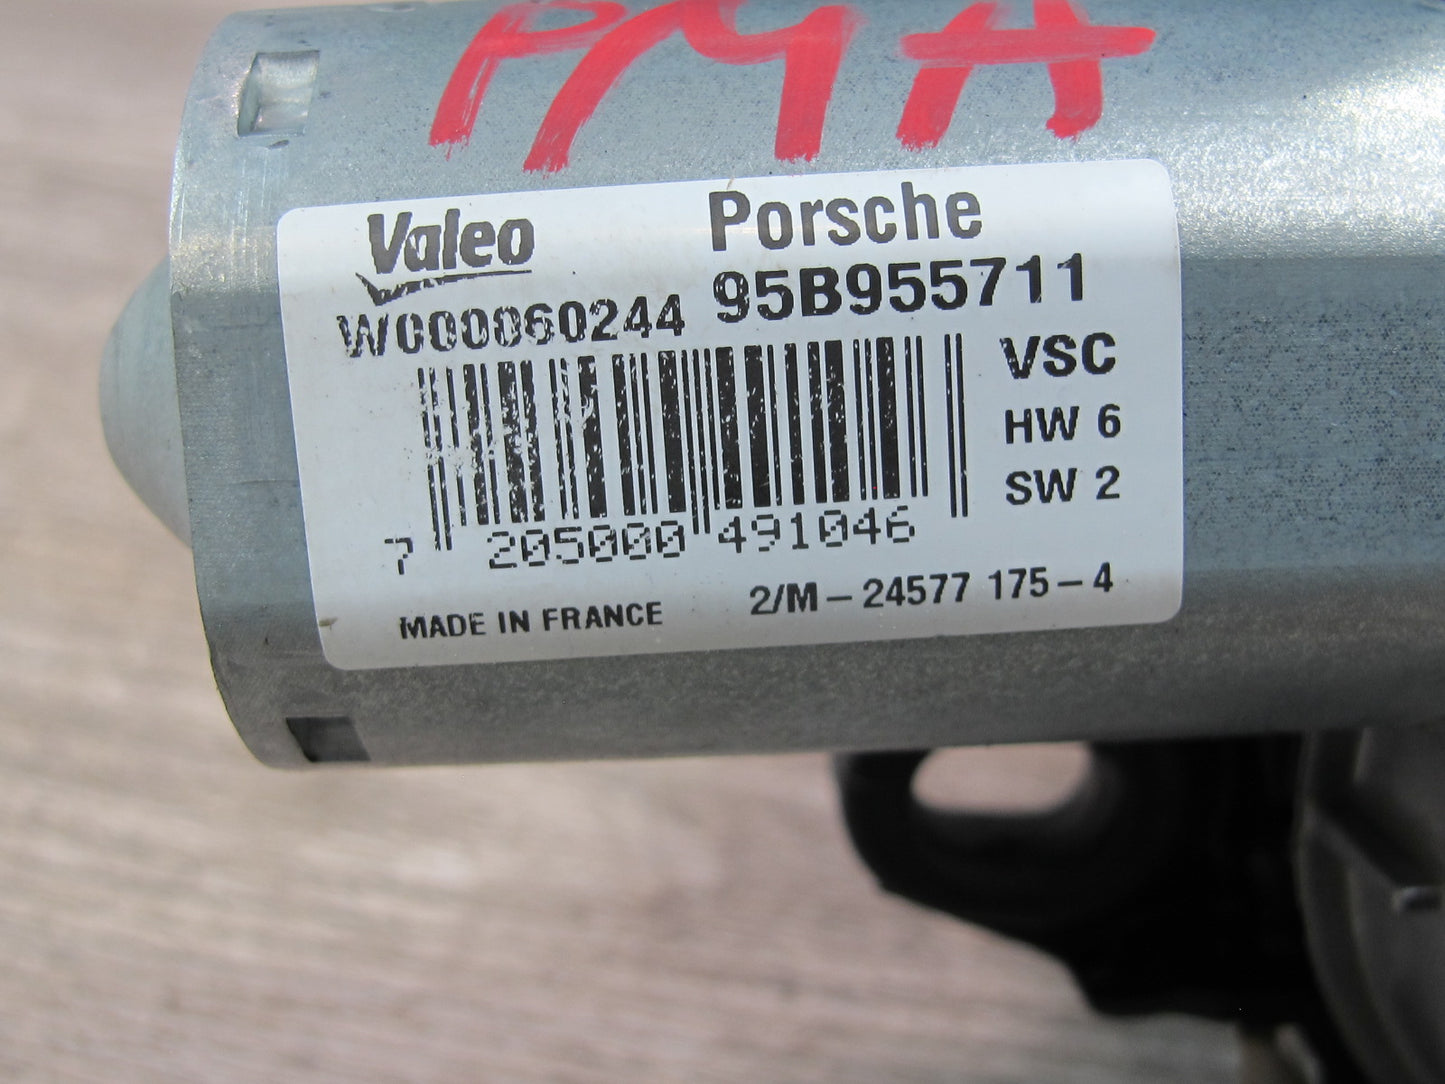 PYA
Valeo
Porsche
W000060244
95B955711
VSC
HW 6
SW 2
7 205000 491046
MADE IN FRANCE
2/M – 24577 175 – 4